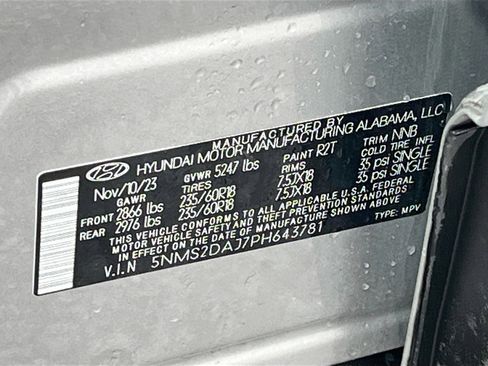 MANUFACTURED BY
HYUNDAI MOTOR MANUFACTURING ALABAMA, LLC
Nov/10/23 GVWR 5247 lbs PAINT R2T TRIM NNB
GAWR TIRES RIMS COLD TIRE INFL
FRONT 2866 lbs 235/60R18 7.5JX18 35 psi SINGLE
REAR 2976 lbs 235/60R18 7.5JX18 35 psi SINGLE
THIS VEHICLE CONFORMS TO ALL APPLICABLE U.S.A. FEDERAL
MOTOR VEHICLE SAFETY AND BUMPER STANDARDS
IN EFFECT ON THE DATE OF MANUFACTURE SHOWN ABOVE
V.I.N 5NMS2DAJ7PH643781 TYPE: MPV